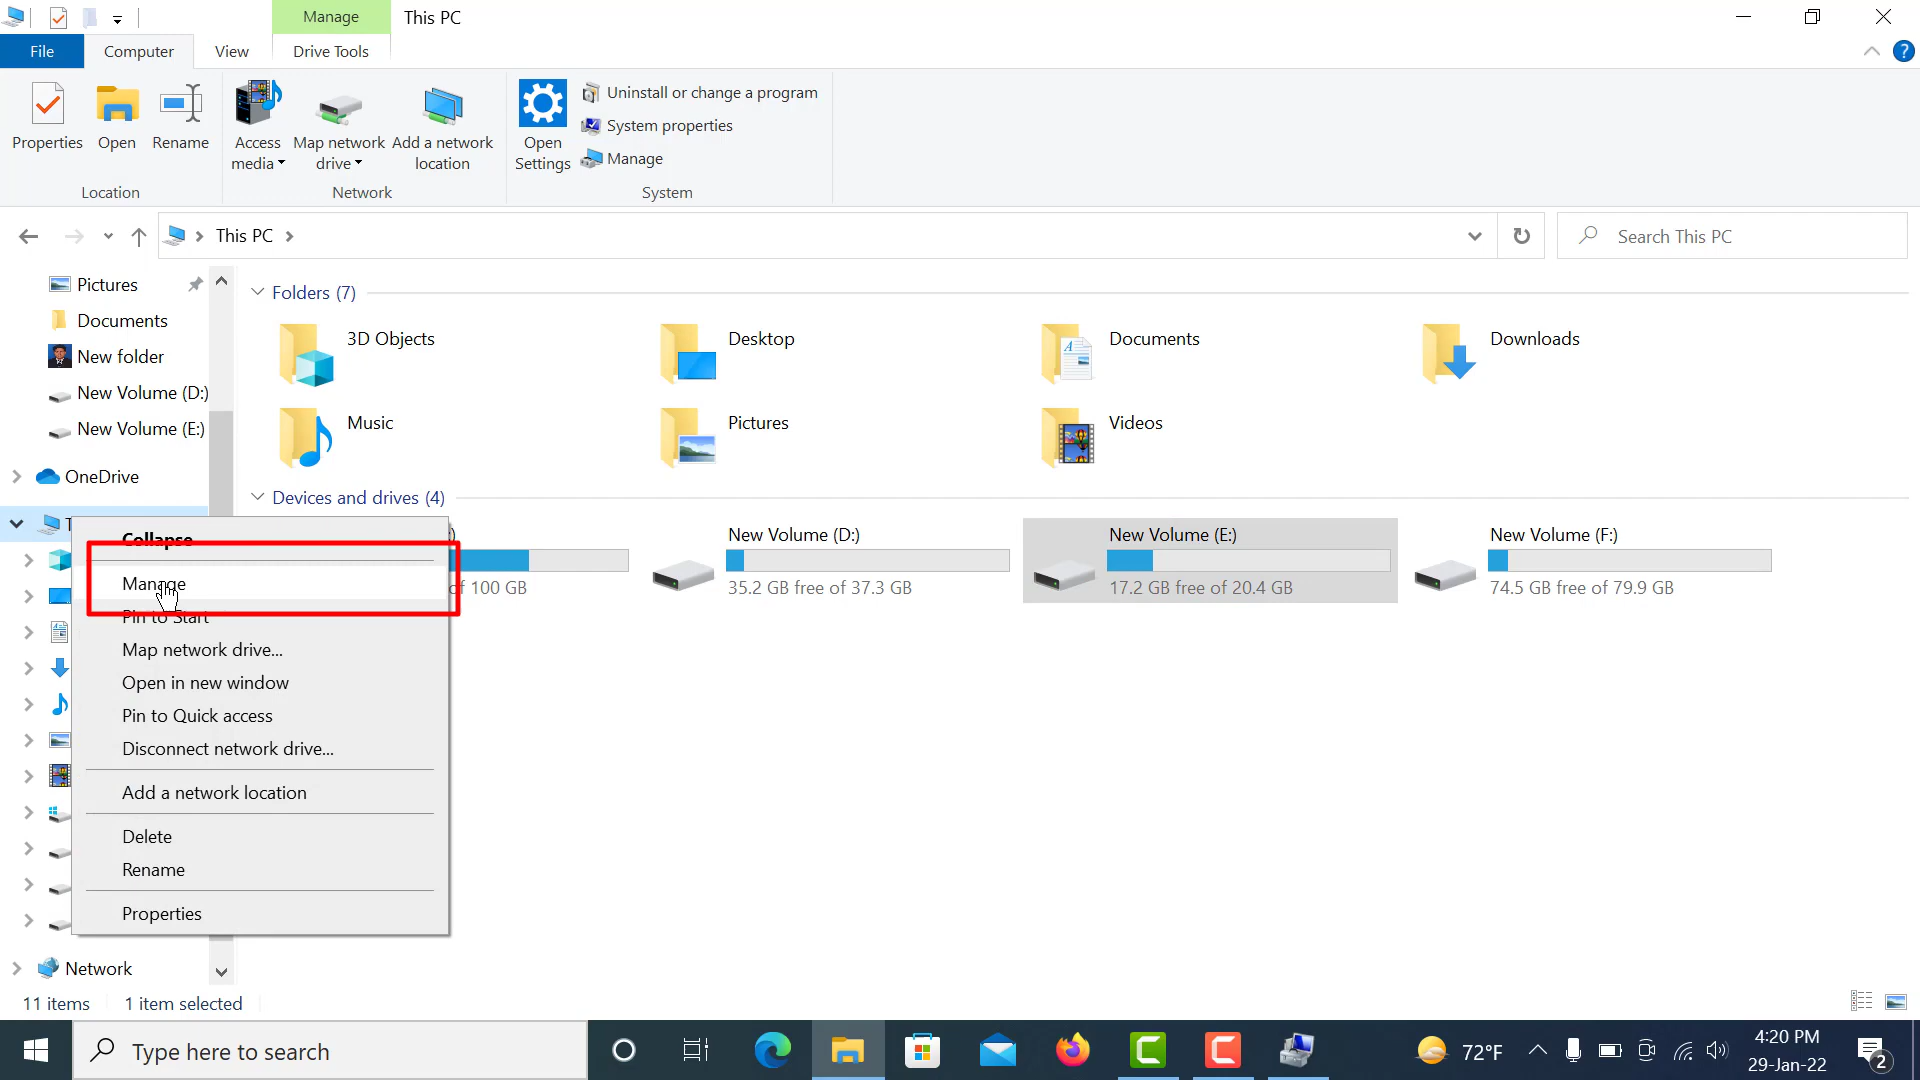 Manage
This PC
File
Computer
View
Drive Tools
?
Properties
Open
Rename
Access
media
Map network
drive
Add a network
location
Open
Settings
Uninstall or change a program
System properties
Manage
Location
Network
System
This PC
Search This PC
Pictures
Documents
New folder
New Volume (D:)
New Volume (E:)
OneDrive
T
Network
Collapse
Manage
Pin to Start
Map network drive...
Open in new window
Pin to Quick access
Disconnect network drive...
Add a network location
Delete
Rename
Properties
Folders (7)
3D Objects
Desktop
Documents
Downloads
Music
Pictures
Videos
Devices and drives (4)
)
of 100 GB
New Volume (D:)
35.2 GB free of 37.3 GB
New Volume (E:)
17.2 GB free of 20.4 GB
New Volume (F:)
74.5 GB free of 79.9 GB
11 items
1 item selected
Type here to search
72°F
4:20 PM
29-Jan-22
2